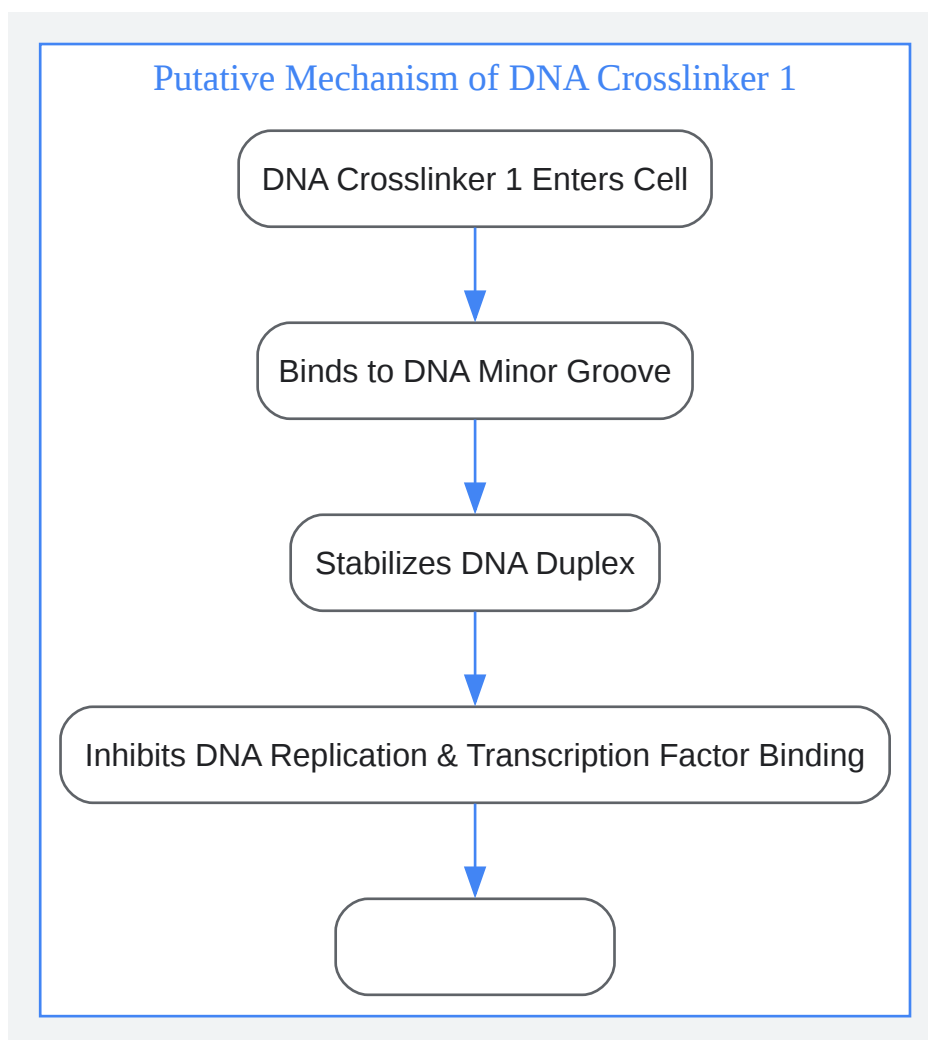 Putative Mechanism of DNA Crosslinker 1
DNA Crosslinker 1 Enters Cell
Binds to DNA Minor Groove
Stabilizes DNA Duplex
Inhibits DNA Replication & Transcription Factor Binding